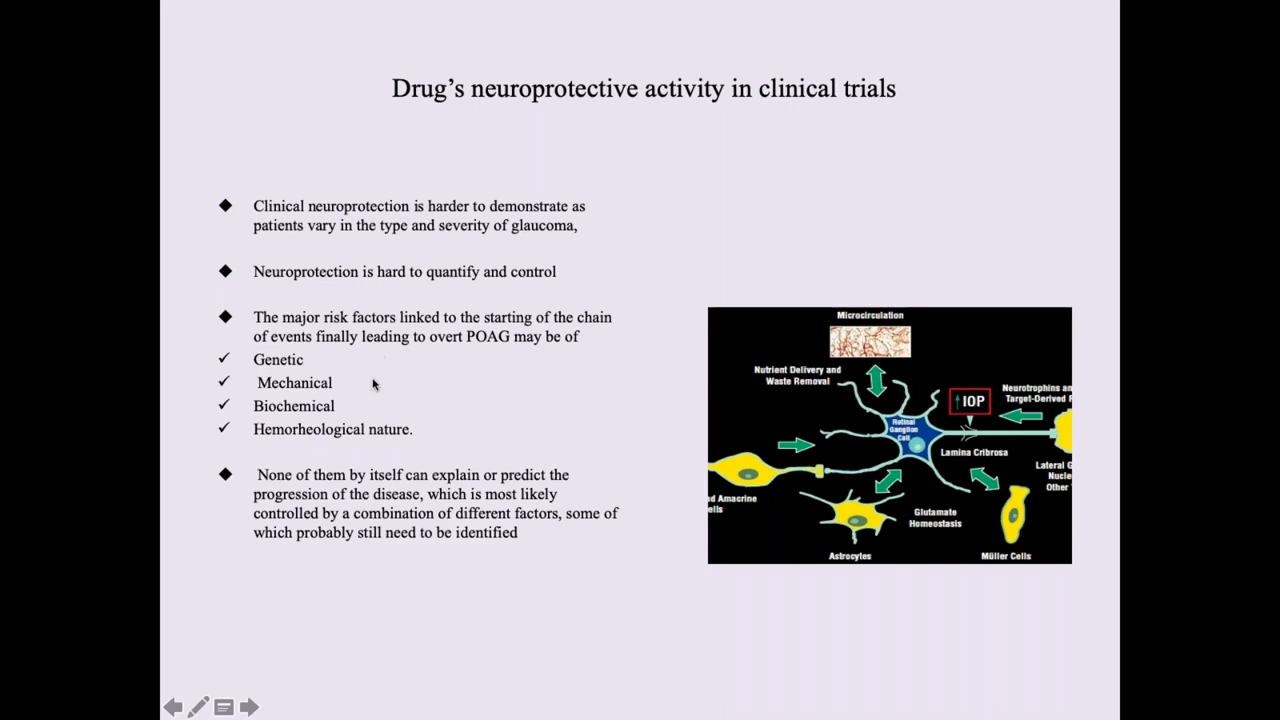 Drug’s neuroprotective activity in clinical trials
Clinical neuroprotection is harder to demonstrate as
patients vary in the type and severity of glaucoma,
Neuroprotection is hard to quantify and control
The major risk factors linked to the starting of the chain
of events finally leading to overt POAG may be of
Genetic
Mechanical
Biochemical
Hemorheological nature.
None of them by itself can explain or predict the
progression of the disease, which is most likely
controlled by a combination of different factors, some of
which probably still need to be identified
Microcirculation
Nutrient Delivery and
Waste Removal
IOP
Neurotrophins an
Target-Derived F
Retinal
Ganglion
Cell
Lamina Cribrosa
Lateral G
Nucle
Other
nd Amacrine
ells
Glutamate
Homeostasis
Astrocytes
Müller Cells